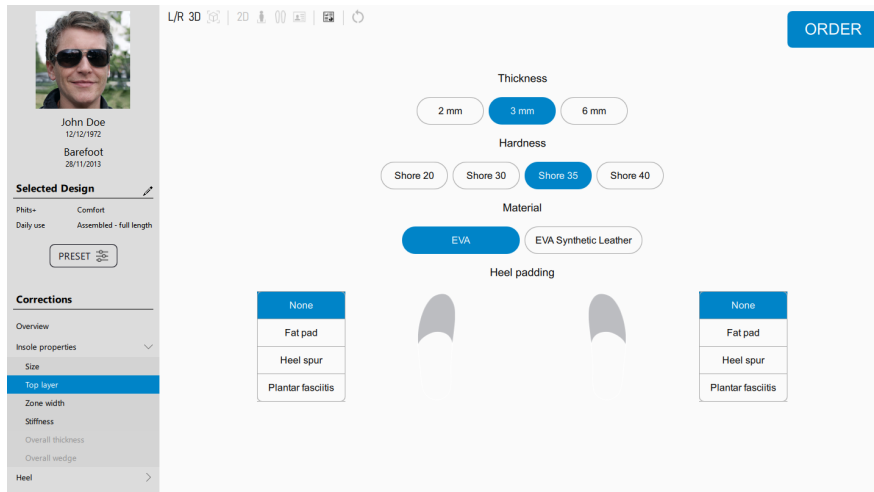 L/R 3D 2D
ORDER
John Doe
12/12/1972
Barefoot
28/11/2013
Selected Design
Phits+ Comfort
Daily use Assembled - full length
PRESET
Corrections
Overview
Insole properties
Size
Top layer
Zone width
Stiffness
Overall thickness
Overall wedge
Heel
Thickness
2 mm 3 mm 6 mm
Hardness
Shore 20 Shore 30 Shore 35 Shore 40
Material
EVA EVA Synthetic Leather
Heel padding
None None
Fat pad Fat pad
Heel spur Heel spur
Plantar fasciitis Plantar fasciitis